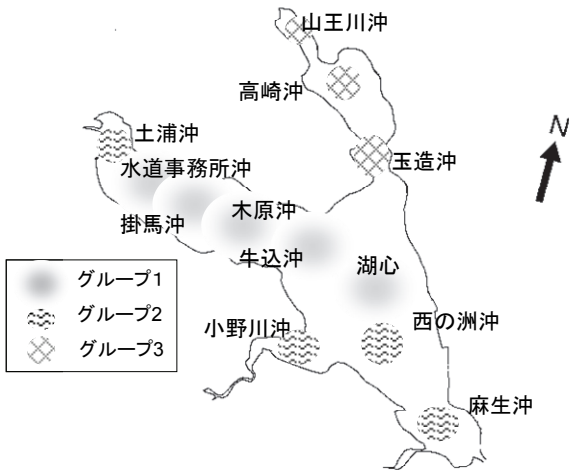 山王川沖
高崎沖
N
土浦沖
玉造沖
水道事務所沖
掛馬沖
木原沖
牛込沖
湖心
グループ1
グループ2
グループ3
小野川沖
西の洲沖
麻生沖